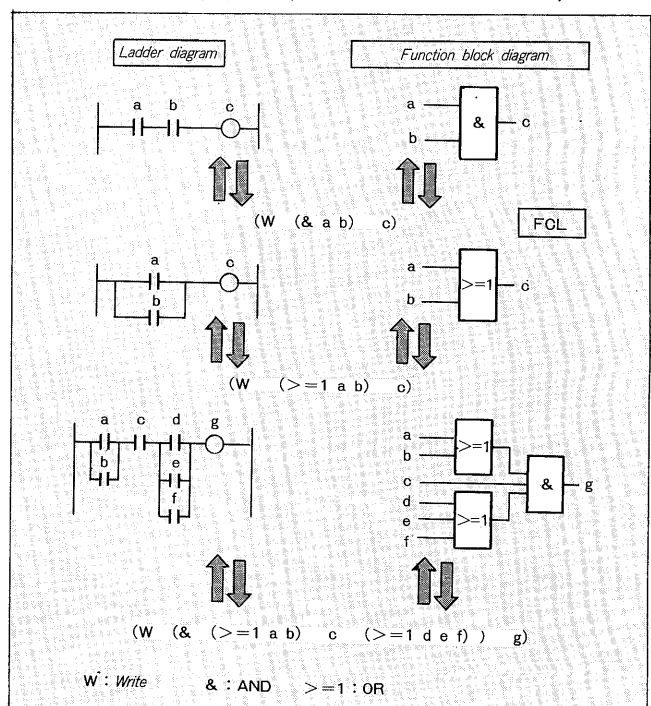 Ladder diagram
Function block diagram
a b c
a
b
&
c
(W (& a b) c)
FCL
a c
b
a
b
>=1
c
(W (>=1 a b) c)
a c d g
b e
f
a
b
c
d
e
f
>=1
>=1
&
g
(W (& (>=1 a b) c (>=1 d e f) ) g)
W : Write & : AND >=1 : OR